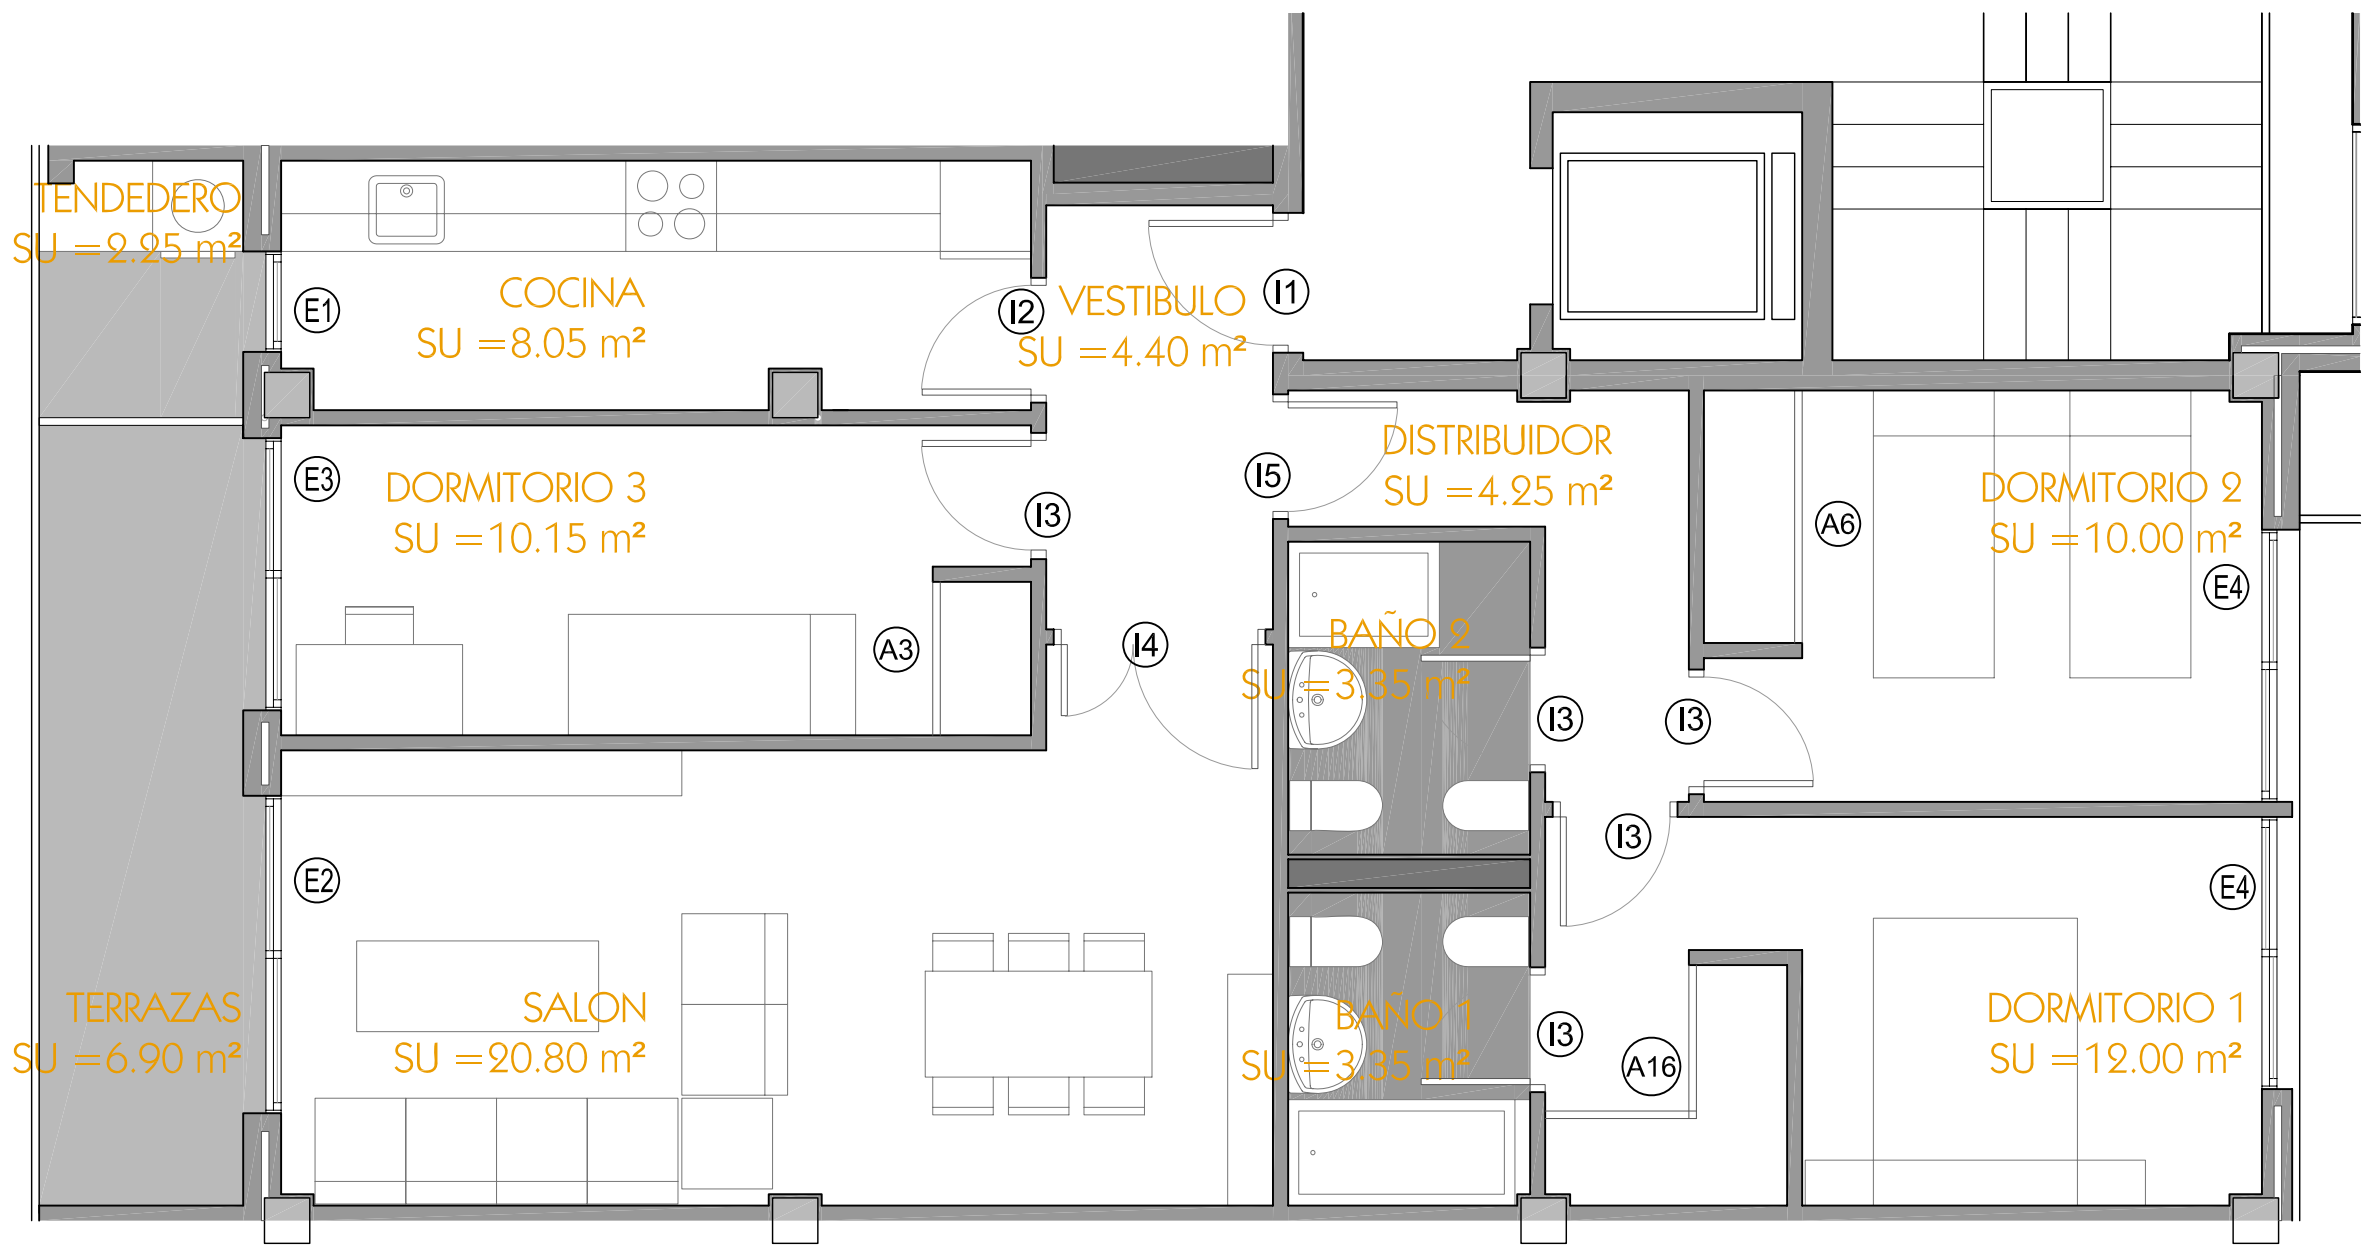 TENDEDERO
SU =2.25 m²
E1
COCINA
SU =8.05 m²
I2
VESTIBULO
SU =4.40 m²
I1
E3
DORMITORIO 3
SU =10.15 m²
I3
I5
DISTRIBUIDOR
SU =4.25 m²
A6
DORMITORIO 2
SU =10.00 m²
E4
A3
I4
BAÑO 2
SU =3.35 m²
I3
I3
I3
E2
E4
TERRAZAS
SU =6.90 m²
SALON
SU =20.80 m²
BAÑO 1
SU =3.35 m²
I3
A16
DORMITORIO 1
SU =12.00 m²